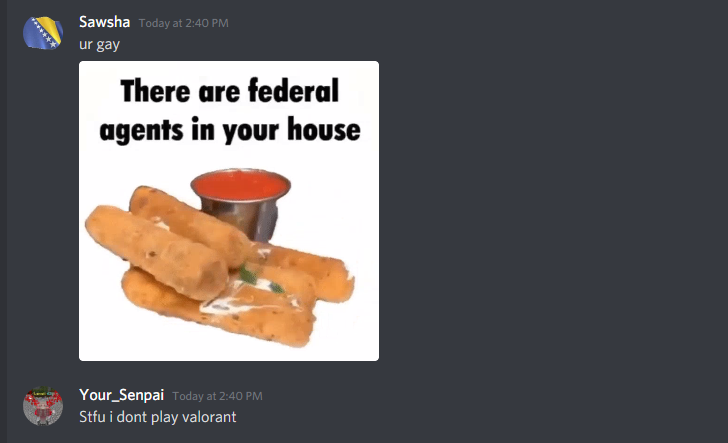 Sawsha Today at 2:40 PM
ur gay
There are federal
agents in your house
Your_Senpai Today at 2:40 PM
Stfu i dont play valorant